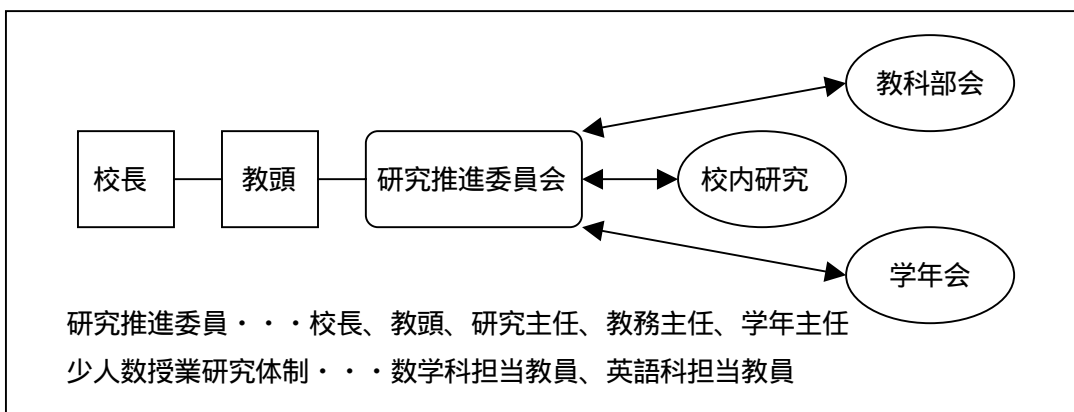 教科部会
校長
教頭
研究推進委員会
校内研究
学年会
研究推進委員・・・校長、教頭、研究主任、教務主任、学年主任
少人数授業研究体制・・・数学科担当教員、英語科担当教員